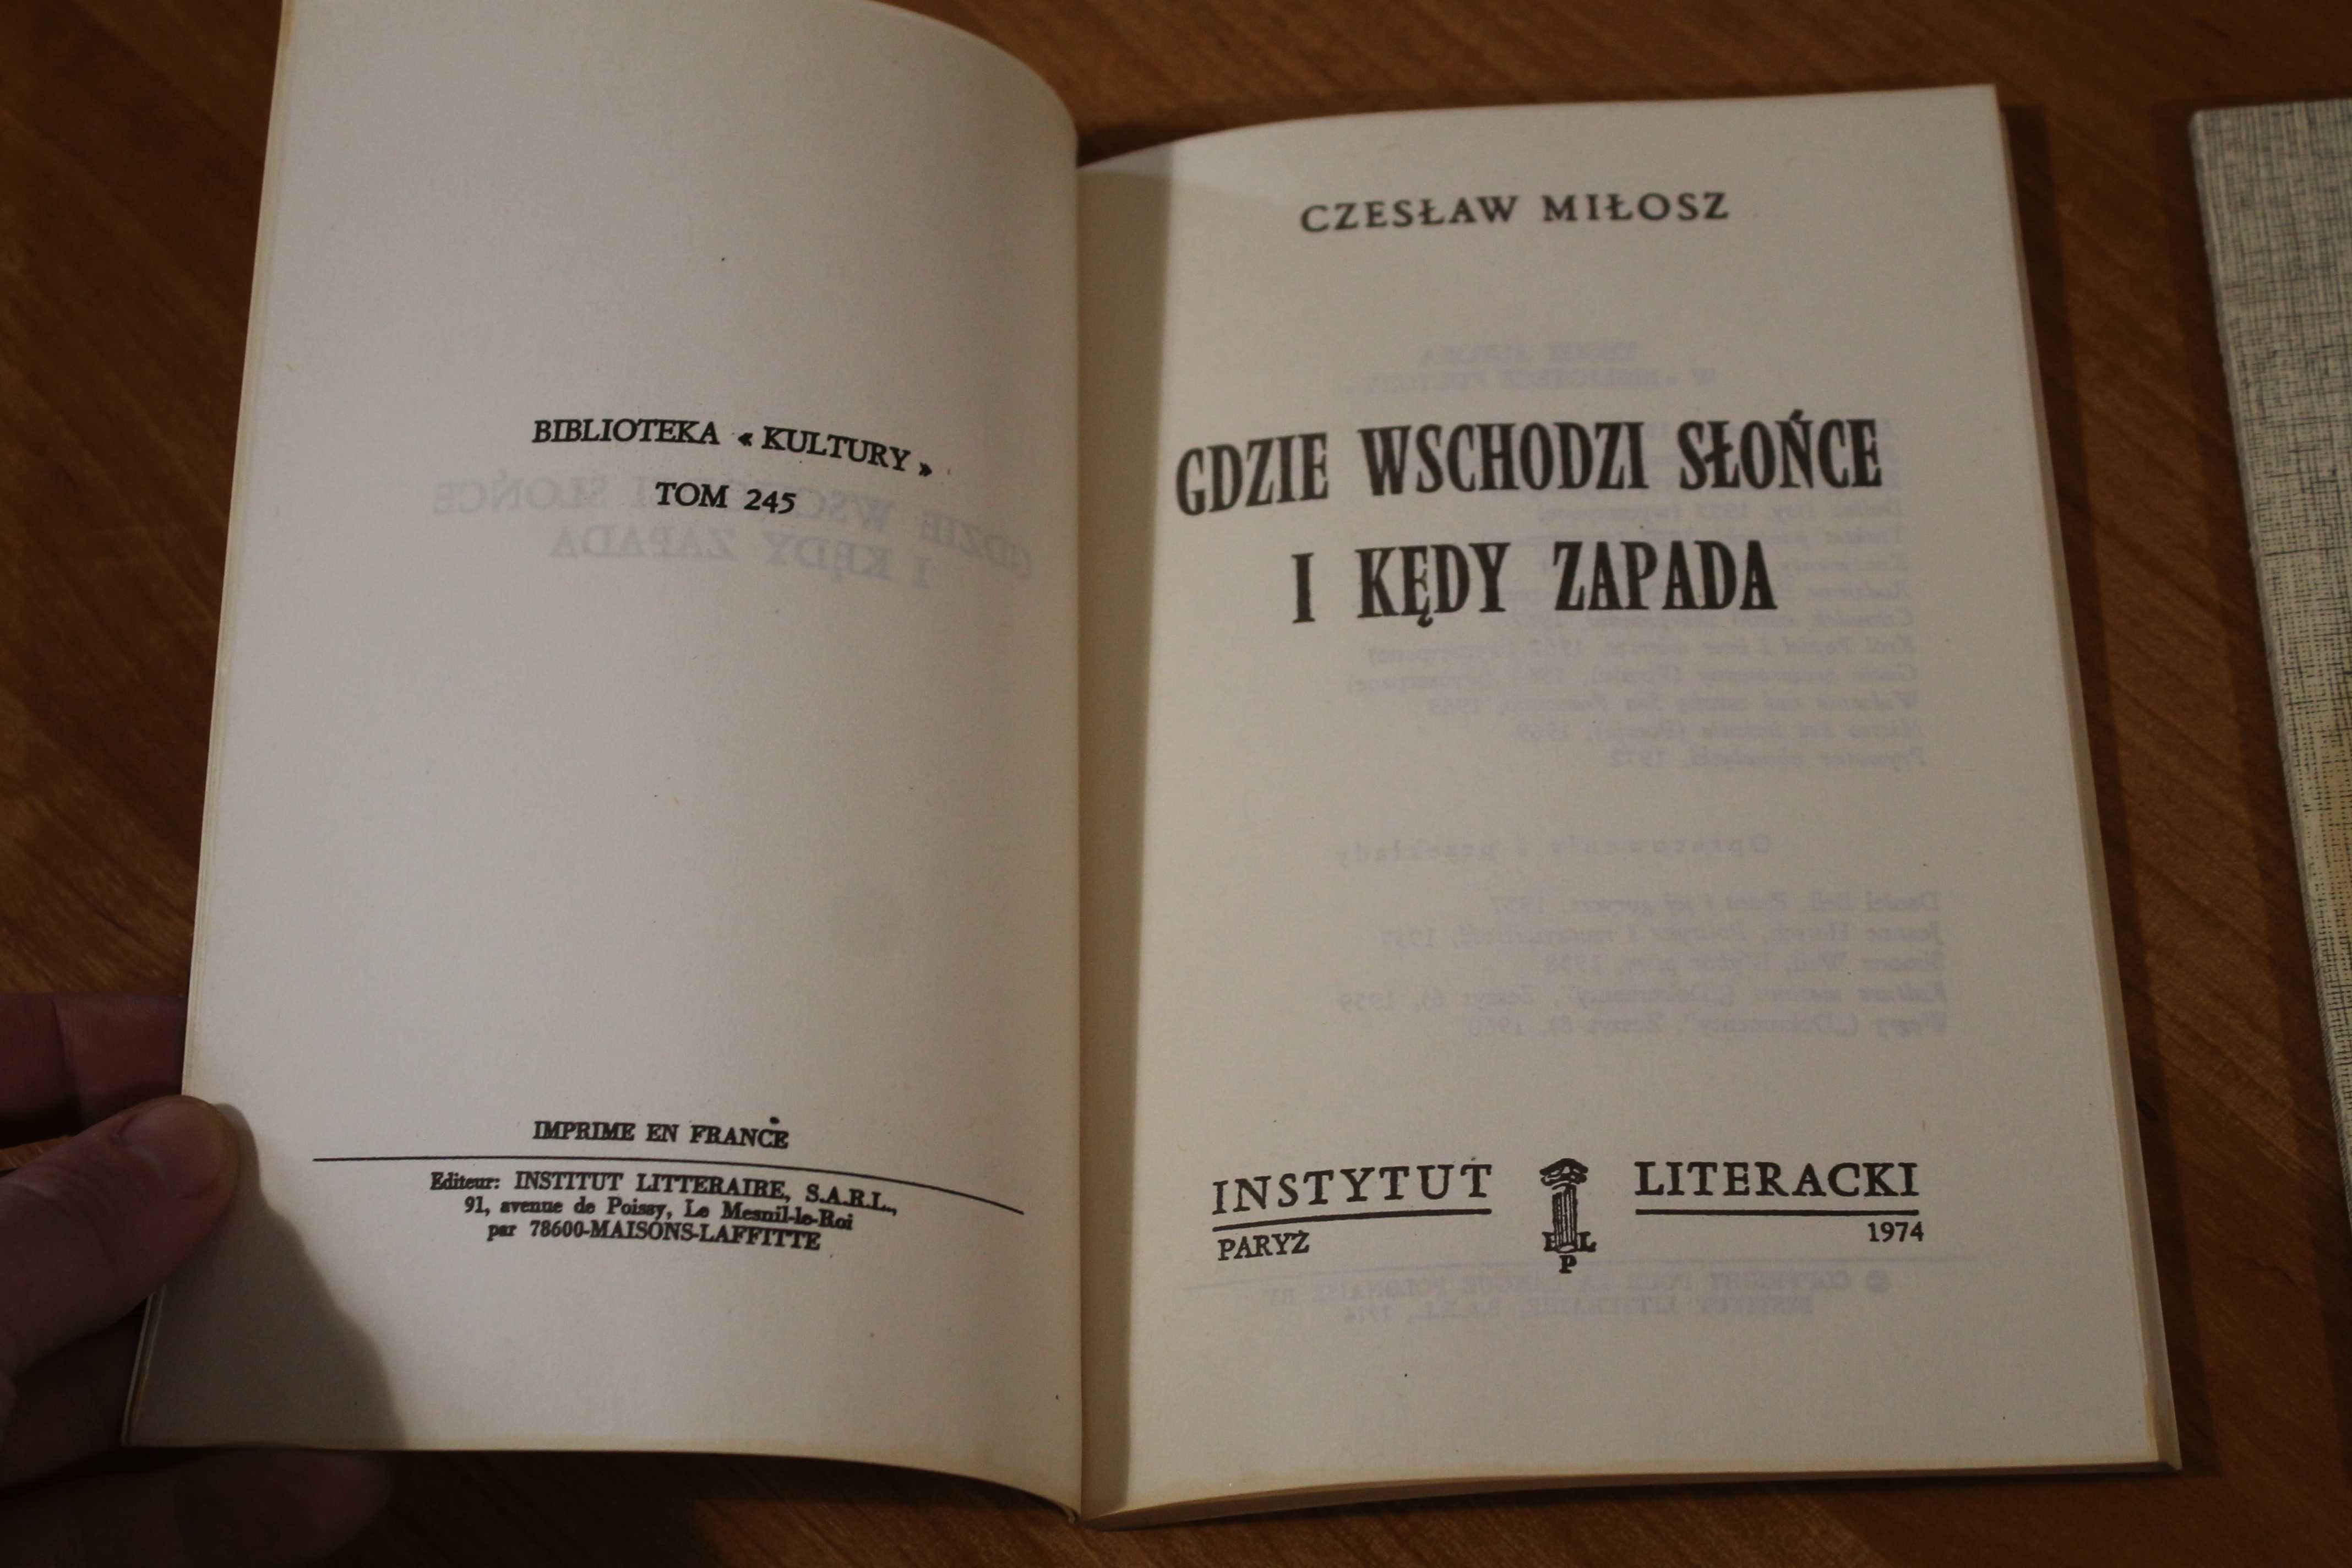 BIBLIOTEKA « KULTURY »
TOM 245
IMPRIME EN FRANCE
Editeur: INSTITUT LITTERAIRE, S.A.R.L.,
91, avenue de Poissy, Le Mesnil-le-Roi
par 78600-MAISONS-LAFFITTE
CZESŁAW MIŁOSZ
GDZIE WSCHODZI SŁOŃCE
I KĘDY ZAPADA
INSTYTUT LITERACKI
PARYŻ 1974
I L
P